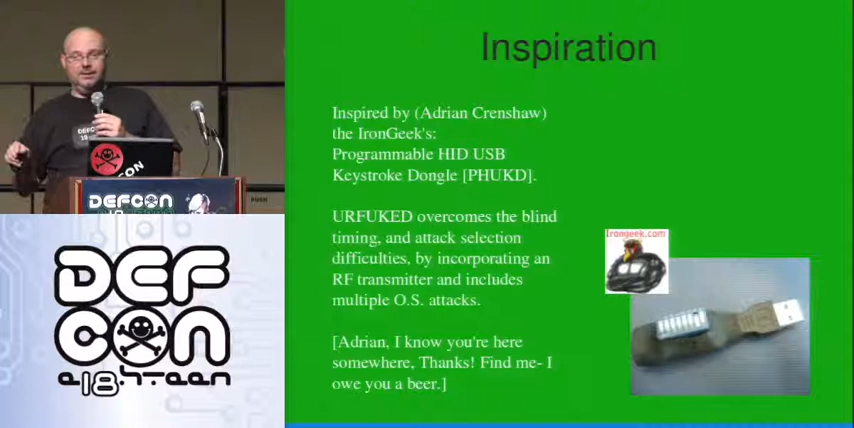 Inspiration
Inspired by (Adrian Crenshaw)
the IronGeek's:
Programmable HID USB
Keystroke Dongle [PHUKD].
URFUKED overcomes the blind
timing, and attack selection
difficulties, by incorporating an
RF transmitter and includes
multiple O.S. attacks.
[Adrian, I know you're here
somewhere, Thanks! Find me- I
owe you a beer.]
Irongeek.com
DEFCON
DEF
CON
e18hteen